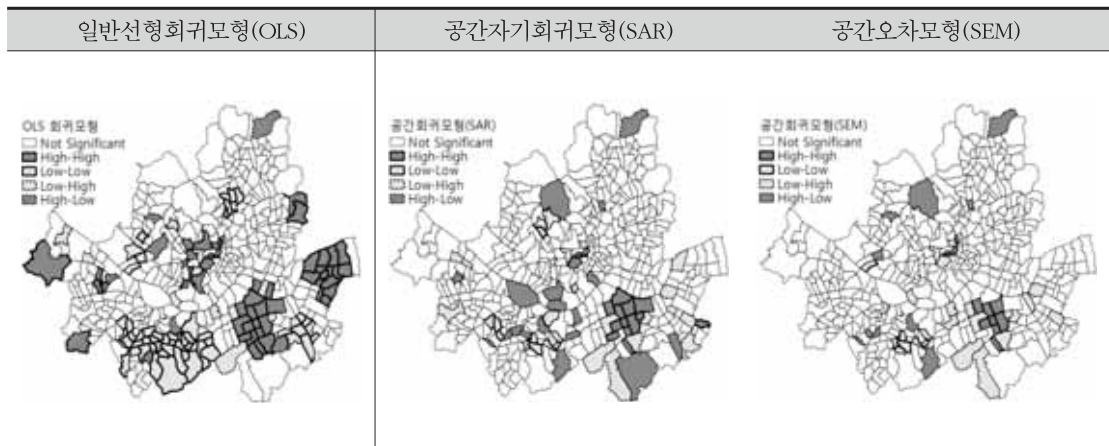 일반선형회귀모형(OLS)
공간자기회귀모형(SAR)
공간오차모형(SEM)
OLS 회귀모형
Not Significant
High-High
Low-Low
Low-High
High-Low
공간회귀모형(SAR)
Not Significant
High-High
Low-Low
Low-High
High-Low
공간회귀모형(SEM)
Not Significant
High-High
Low-Low
Low-High
High-Low